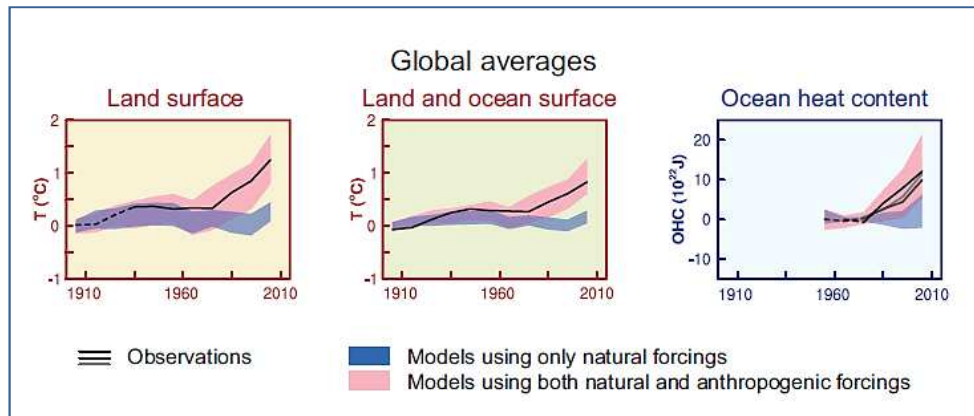 Global averages
Land surface
Land and ocean surface
Ocean heat content
2
1
0
-1
T (°C)
1910
1960
2010
2
1
0
-1
T (°C)
1910
1960
2010
20
10
0
-10
OHC (10²²J)
1910
1960
2010
Observations
Models using only natural forcings
Models using both natural and anthropogenic forcings